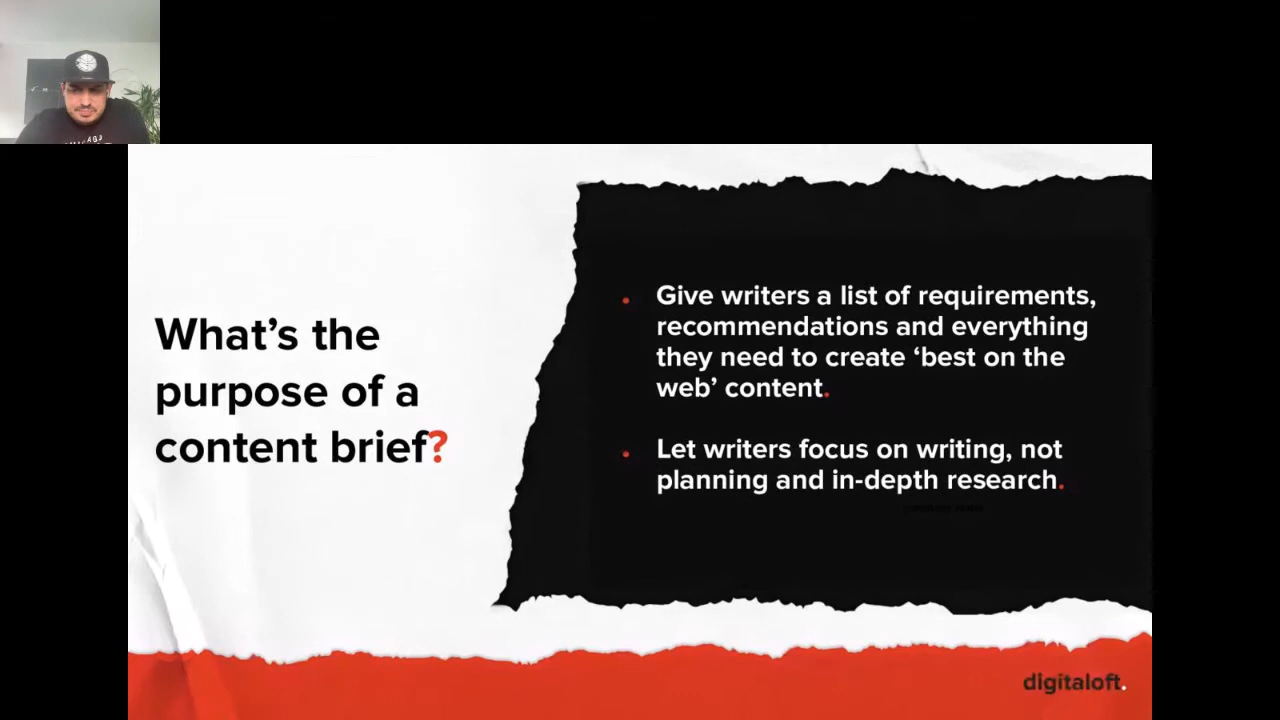 What’s the
purpose of a
content brief?
Give writers a list of requirements,
recommendations and everything
they need to create ‘best on the
web’ content.
Let writers focus on writing, not
planning and in-depth research.
digitaloft.